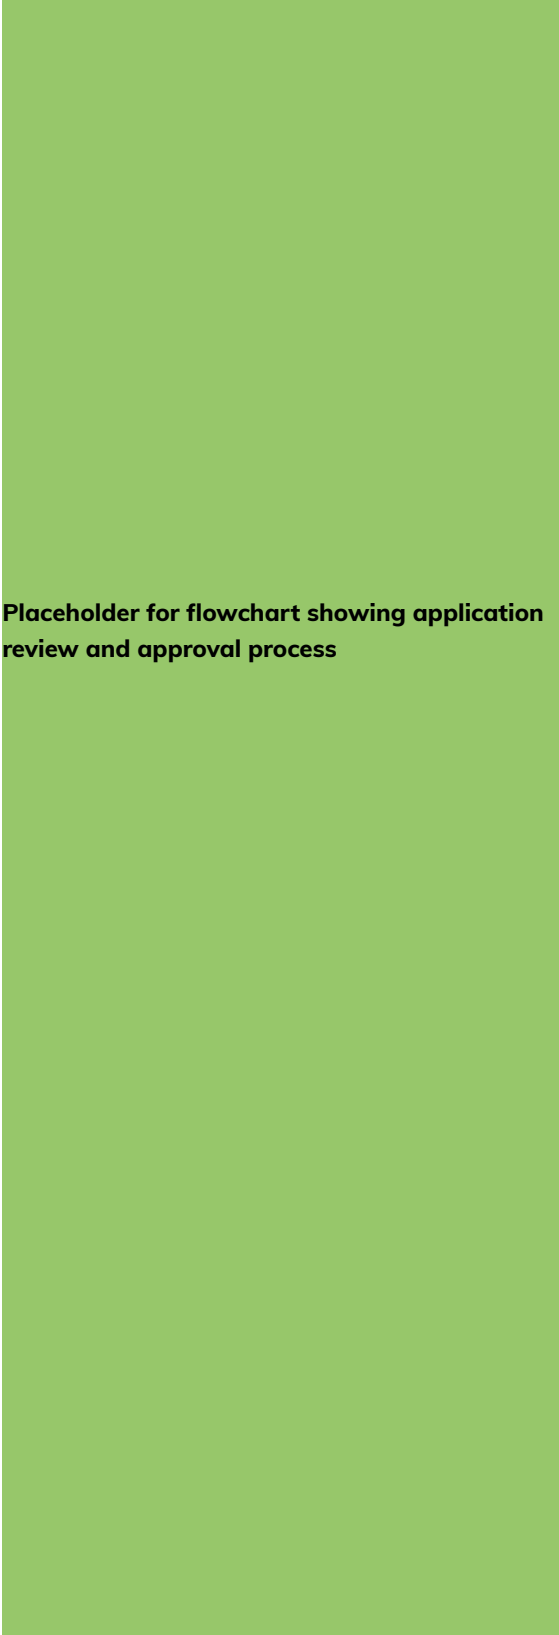 Placeholder for flowchart showing application
review and approval process